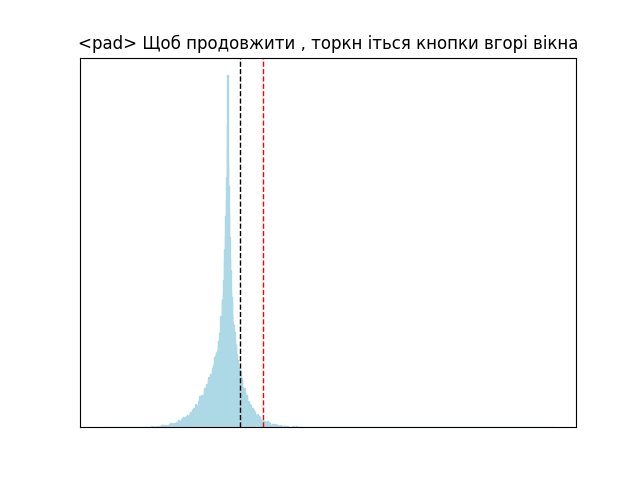 <pad> Щоб продовжити , торкн іться кнопки вгорі вікна